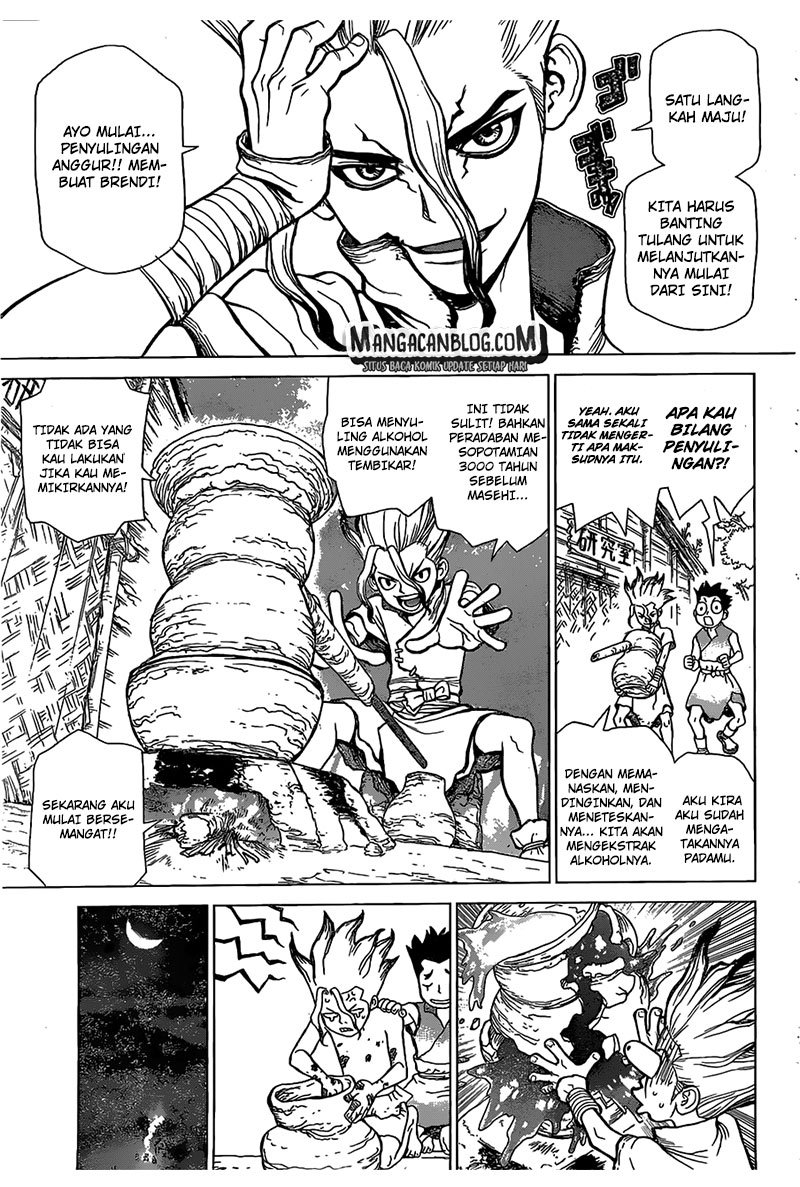 SATU LANG-
KAH MAJU!
KITA HARUS
BANTING
TULANG UNTUK
MELANJUTKAN-
NYA MULAI
DARI SINI!
AYO MULAI...
PENYULINGAN
ANGGUR!! MEM-
BUAT BRENDI!
MANGACANBLOG.COM
SITUS BACA KOMIK UPDATE SETIAP HARI
APA KAU
BILANG
PENYULI-
NGAN?!
YEAH. AKU
SAMA SEKALI
TIDAK MENGER-
TI APA MAK-
SUDNYA ITU.
研究室
AKU KIRA
AKU SUDAH
MENGA-
TAKANNYA
PADAMU.
DENGAN MEMA-
NASKAN, MEN-
DINGINKAN, DAN
MENETESKAN-
NYA... KITA AKAN
MENGEKSTRAK
ALKOHOLNYA.
INI TIDAK
SULIT! BAHKAN
PERADABAN ME-
SOPOTAMIAN
3000 TAHUN
SEBELUM
MASEHI...
BISA MENYU-
LING ALKOHOL
MENGGUNAKAN
TEMBIKAR!
TIDAK ADA YANG
TIDAK BISA
KAU LAKUKAN
JIKA KAU ME-
MIKIRKANNYA!
SEKARANG AKU
MULAI BERSE-
MANGAT!!